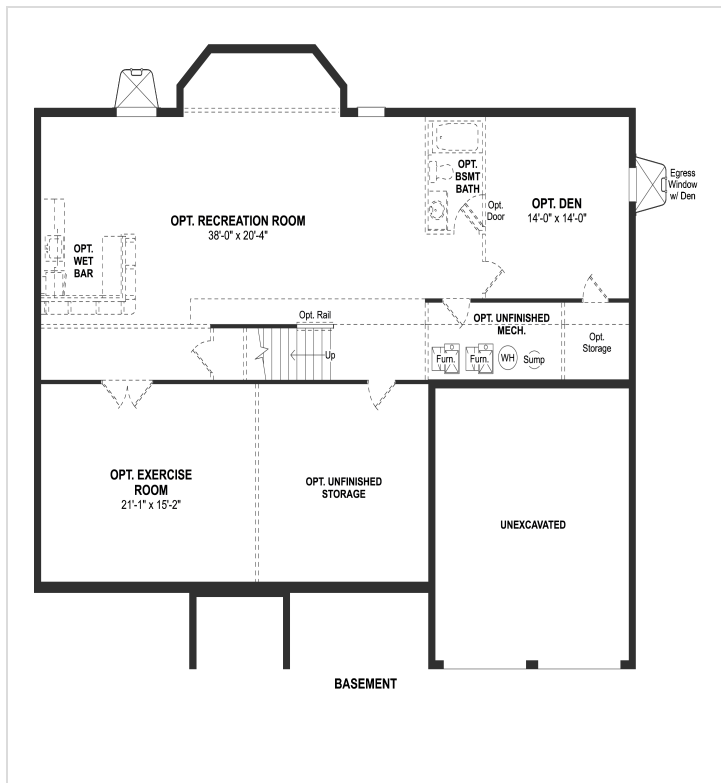 OPT.
BSMT
BATH
Egress
Window
w/ Den
OPT. DEN
14'-0" x 14'-0"
Opt.
Door
OPT. RECREATION ROOM
38'-0" x 20'-4"
OPT.
WET
BAR
Opt. Rail
Up
OPT. UNFINISHED
MECH.
Furn.
Furn.
WH
Sump
Opt.
Storage
OPT. EXERCISE
ROOM
21'-1" x 15'-2"
OPT. UNFINISHED
STORAGE
UNEXCAVATED
BASEMENT